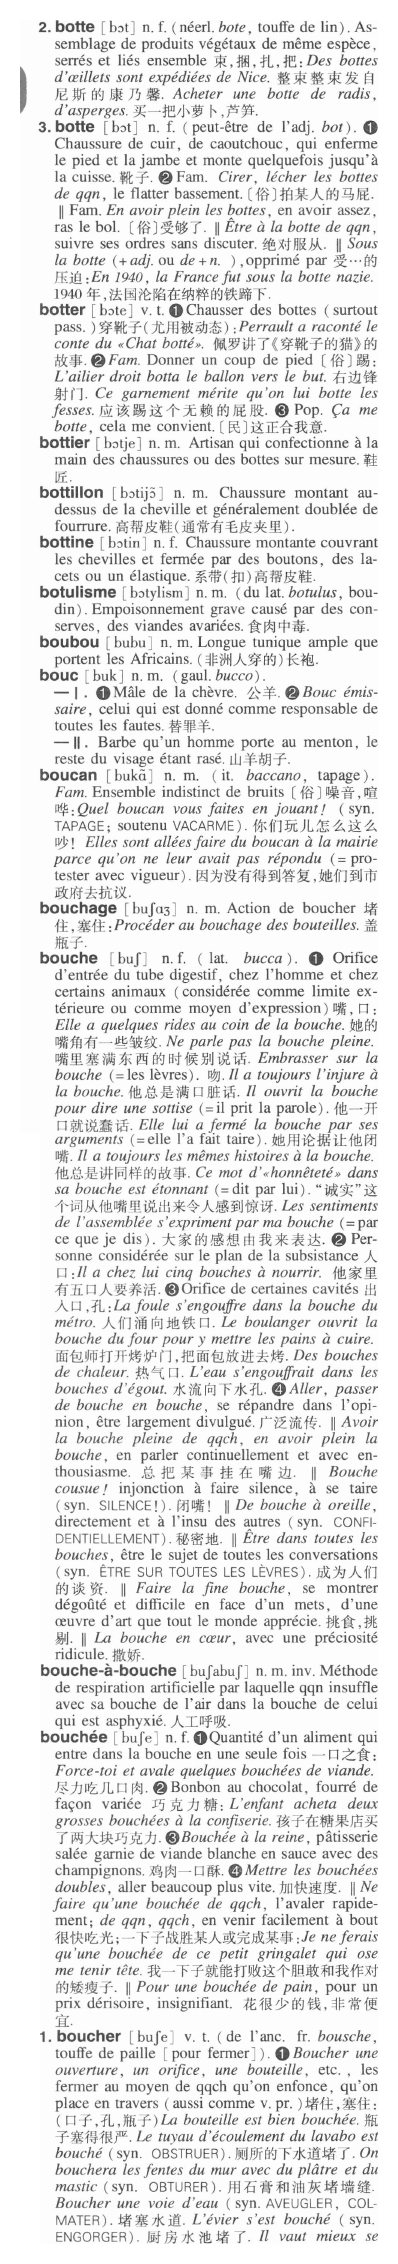 2. botte [bɔt] n. f. (néerl. bote, touffe de lin). As-
semblage de produits végétaux de même espèce,
serrés et liés ensemble 束,捆,扎,把:Des bottes
d'œillets sont expédiées de Nice. 整束整束发自
尼斯的康乃馨. Acheter une botte de radis,
d'asperges. 买一把小萝卜,芦笋.
3. botte [bɔt] n. f. (peut-être de l'adj. bot). ❶
Chaussure de cuir, de caoutchouc, qui enferme
le pied et la jambe et monte quelquefois jusqu'à
la cuisse. 靴子. ❷ Fam. Cirer, lécher les bottes
de qqn, le flatter bassement. [俗]拍某人的马屁.
‖ Fam. En avoir plein les bottes, en avoir assez,
ras le bol. [俗]受够了. ‖ Être à la botte de qqn,
suivre ses ordres sans discuter. 绝对服从. ‖ Sous
la botte (+adj. ou de+n. ),opprimé par 受…的
压迫:En 1940, la France fut sous la botte nazie.
1940 年,法国沦陷在纳粹的铁蹄下.
botter [bɔte] v. t. ❶ Chausser des bottes (surtout
pass. )穿靴子(尤用被动态):Perrault a raconté le
conte du «Chat botté». 佩罗讲了《穿靴子的猫》的
故事. ❷ Fam. Donner un coup de pied [俗]踢:
L'ailier droit botta le ballon vers le but. 右边锋
射门. Ce garnement mérite qu'on lui botte les
fesses. 应该踢这个无赖的屁股. ❸ Pop. Ça me
botte, cela me convient. [民]这正合我意.
bottier [bɔtje] n. m. Artisan qui confectionne à la
main des chaussures ou des bottes sur mesure. 鞋
匠.
bottillon [bɔtijɔ̃] n. m. Chaussure montant au-
dessus de la cheville et généralement doublée de
fourrure. 高帮皮鞋(通常有毛皮夹里).
bottine [bɔtin] n. f. Chaussure montante couvrant
les chevilles et fermée par des boutons, des la-
cets ou un élastique. 系带(扣)高帮皮鞋.
botulisme [bɔtylism] n. m. (du lat. botulus, bou-
din). Empoisonnement grave causé par des con-
serves, des viandes avariées. 食肉中毒.
boubou [bubu] n. m. Longue tunique ample que
portent les Africains. (非洲人穿的)长袍.
bouc [buk] n. m. (gaul. bucco).
— I. ❶ Mâle de la chèvre. 公羊. ❷ Bouc émis-
saire, celui qui est donné comme responsable de
toutes les fautes. 替罪羊.
— II. Barbe qu'un homme porte au menton, le
reste du visage étant rasé. 山羊胡子.
boucan [bukɑ̃] n. m. (it. baccano, tapage).
Fam. Ensemble indistinct de bruits [俗]噪音,喧
哗:Quel boucan vous faites en jouant! (syn.
TAPAGE; soutenu VACARME). 你们玩儿怎么这么
吵! Elles sont allées faire du boucan à la mairie
parce qu'on ne leur avait pas répondu (=pro-
tester avec vigueur). 因为没有得到答复,她们到市
政府去抗议.
bouchage [buʃaʒ] n. m. Action de boucher 堵
住,塞住:Procéder au bouchage des bouteilles. 盖
瓶子.
bouche [buʃ] n. f. (lat. bucca). ❶ Orifice
d'entrée du tube digestif, chez l'homme et chez
certains animaux (considérée comme limite ex-
térieure ou comme moyen d'expression)嘴,口:
Elle a quelques rides au coin de la bouche. 她的
嘴角有一些皱纹. Ne parle pas la bouche pleine.
嘴里塞满东西的时候别说话. Embrasser sur la
bouche (=les lèvres). 吻. Il a toujours l'injure à
la bouche. 他总是满口脏话. Il ouvrit la bouche
pour dire une sottise (=il prit la parole). 他一开
口就说蠢话. Elle lui a fermé la bouche par ses
arguments (=elle l'a fait taire). 她用论据让他闭
嘴. Il a toujours les mêmes histoires à la bouche.
他总是讲同样的故事. Ce mot d'«honnêteté» dans
sa bouche est étonnant (=dit par lui). “诚实”这
个词从他嘴里说出来令人感到惊讶. Les sentiments
de l'assemblée s'expriment par ma bouche (=par
ce que je dis). 大家的感想由我来表达. ❷ Per-
sonne considérée sur le plan de la subsistance 人
口:Il a chez lui cinq bouches à nourrir. 他家里
有五口人要养活. ❸ Orifice de certaines cavités 出
入口,孔:La foule s'engouffre dans la bouche du
métro. 人们涌向地铁口. Le boulanger ouvrit la
bouche du four pour y mettre les pains à cuire.
面包师打开烤炉门,把面包放进去烤. Des bouches
de chaleur. 热气口. L'eau s'engouffrait dans les
bouches d'égout. 水流向下水孔. ❹ Aller, passer
de bouche en bouche, se répandre dans l'opi-
nion, être largement divulgué. 广泛流传. ‖ Avoir
la bouche pleine de qqch, en avoir plein la
bouche, en parler continuellement et avec en-
thousiasme. 总把某事挂在嘴边. ‖ Bouche
cousue! injonction à faire silence, à se taire
(syn. SILENCE!). 闭嘴! ‖ De bouche à oreille,
directement et à l'insu des autres (syn. CONFI-
DENTIELLEMENT). 秘密地. ‖ Être dans toutes les
bouches, être le sujet de toutes les conversations
(syn. ÊTRE SUR TOUTES LES LÈVRES). 成为人们
的谈资. ‖ Faire la fine bouche, se montrer
dégoûté et difficile en face d'un mets, d'une
œuvre d'art que tout le monde apprécie. 挑食,挑
剔. ‖ La bouche en cœur, avec une préciosité
ridicule. 撒娇.
bouche-à-bouche [buʃabuʃ] n. m. inv. Méthode
de respiration artificielle par laquelle qqn insuffle
avec sa bouche de l'air dans la bouche de celui
qui est asphyxié. 人工呼吸.
bouchée [buʃe] n. f. ❶ Quantité d'un aliment qui
entre dans la bouche en une seule fois 一口之食:
Force-toi et avale quelques bouchées de viande.
尽力吃几口肉. ❷ Bonbon au chocolat, fourré de
façon variée 巧克力糖: L'enfant acheta deux
grosses bouchées à la confiserie. 孩子在糖果店买
了两大块巧克力. ❸ Bouchée à la reine, pâtisserie
salée garnie de viande blanche en sauce avec des
champignons. 鸡肉一口酥. ❹ Mettre les bouchées
doubles, aller beaucoup plus vite. 加快速度. ‖ Ne
faire qu'une bouchée de qqch, l'avaler rapide-
ment; de qqn, qqch, en venir facilement à bout
很快吃光;一下子战胜某人或完成某事:Je ne ferais
qu'une bouchée de ce petit gringalet qui ose
me tenir tête. 我一下子就能打败这个胆敢和我作对
的矮瘦子. ‖ Pour une bouchée de pain, pour un
prix dérisoire, insignifiant. 花很少的钱,非常便
宜.
1. boucher [buʃe] v. t. (de l'anc. fr. bousche,
touffe de paille [pour fermer]). ❶ Boucher une
ouverture, un orifice, une bouteille, etc., les
fermer au moyen de qqch qu'on enfonce, qu'on
place en travers (aussi comme v. pr. )堵住,塞住:
(口子,孔,瓶子)La bouteille est bien bouchée. 瓶
子塞得很严. Le tuyau d'écoulement du lavabo est
bouché (syn. OBSTRUER). 厕所的下水道堵了. On
bouchera les fentes du mur avec du plâtre et du
mastic (syn. OBTURER). 用石膏和油灰堵墙缝.
Boucher une voie d'eau (syn. AVEUGLER, COL-
MATER). 堵塞水道. L'évier s'est bouché (syn.
ENGORGER). 厨房水池堵了. Il vaut mieux se